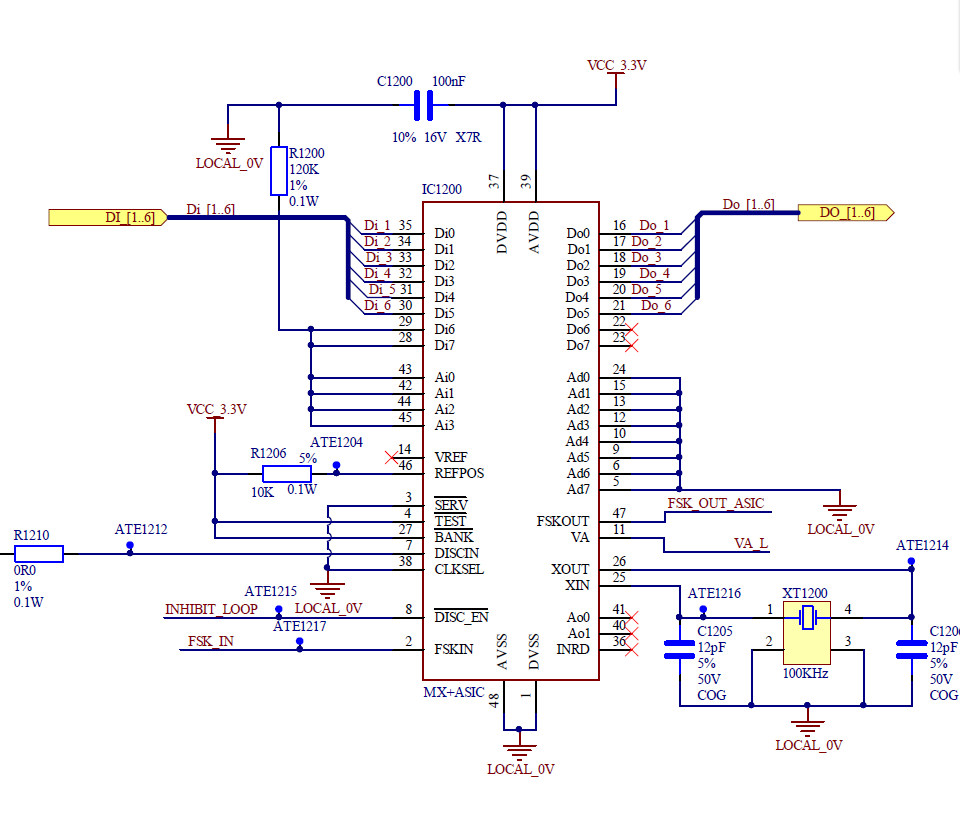 VCC_3.3V
C1200 100nF
10% 16V X7R
LOCAL_0V
R1200
120K
1%
0.1W
37 39
IC1200
DI_[1..6] Di_[1..6]
Do_[1..6] DO_[1..6]
DVDD AVDD
Di_1 35 Di0 Do0 16 Do_1
Di_2 34 Di1 Do1 17 Do_2
Di_3 33 Di2 Do2 18 Do_3
Di_4 32 Di3 Do3 19 Do_4
Di_5 31 Di4 Do4 20 Do_5
Di_6 30 Di5 Do5 21 Do_6
29 Di6 Do6 22
28 Di7 Do7 23
43 Ai0 Ad0 24
42 Ai1 Ad1 15
44 Ai2 Ad2 13
45 Ai3 Ad3 12
Ad4 10
VCC_3.3V
R1206 5% ATE1204
10K 0.1W
14 VREF Ad5 9
46 REFPOS Ad6 6
Ad7 5
3 SERV
4 TEST FSKOUT 47 FSK_OUT_ASIC
27 BANK VA 11 VA_L
7 DISCIN
38 CLKSEL XOUT 26
XIN 25
LOCAL_0V
R1210
0R0
1%
0.1W
ATE1212
ATE1215 LOCAL_0V
INHIBIT_LOOP 8 DISC_EN Ao0 41
Ao1 40
ATE1217
FSK_IN 2 FSKIN INRD 36
AVSS DVSS
MX+ASIC
48 1
LOCAL_0V
ATE1214
ATE1216 XT1200
1 4
2 3
100KHz
C1205
12pF
5%
50V
COG
C120
12pF
5%
50V
COG
LOCAL_0V